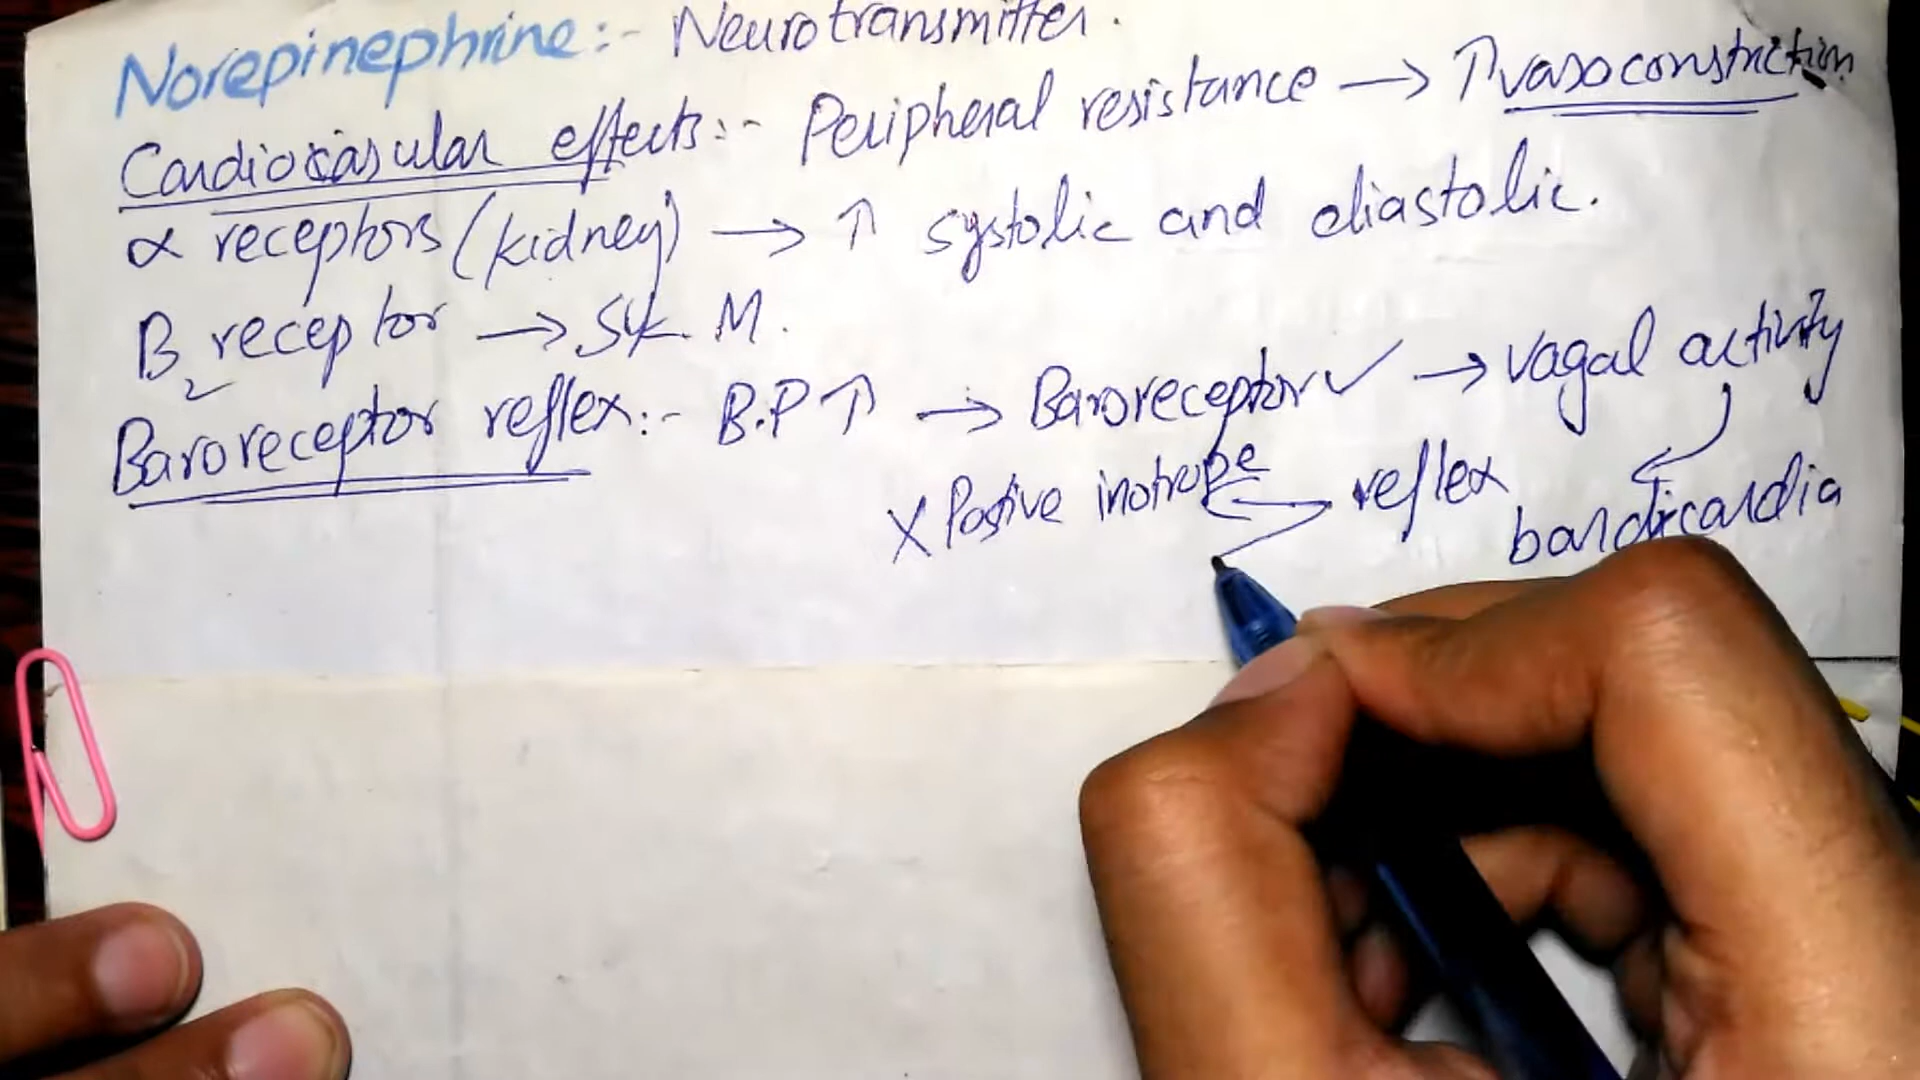 Norepinephrine:- Neurotransmitter.
Cardiovasular effects:- Peripheral resistance → ↑vasoconstriction
α receptors (kidney) → ↑ systolic and diastolic.
B₂ receptor → SK. M.
Baroreceptor reflex:- B.P ↑ → Baroreceptor ✓ → vagal activity
X Postive inotrope reflex
bardicardia